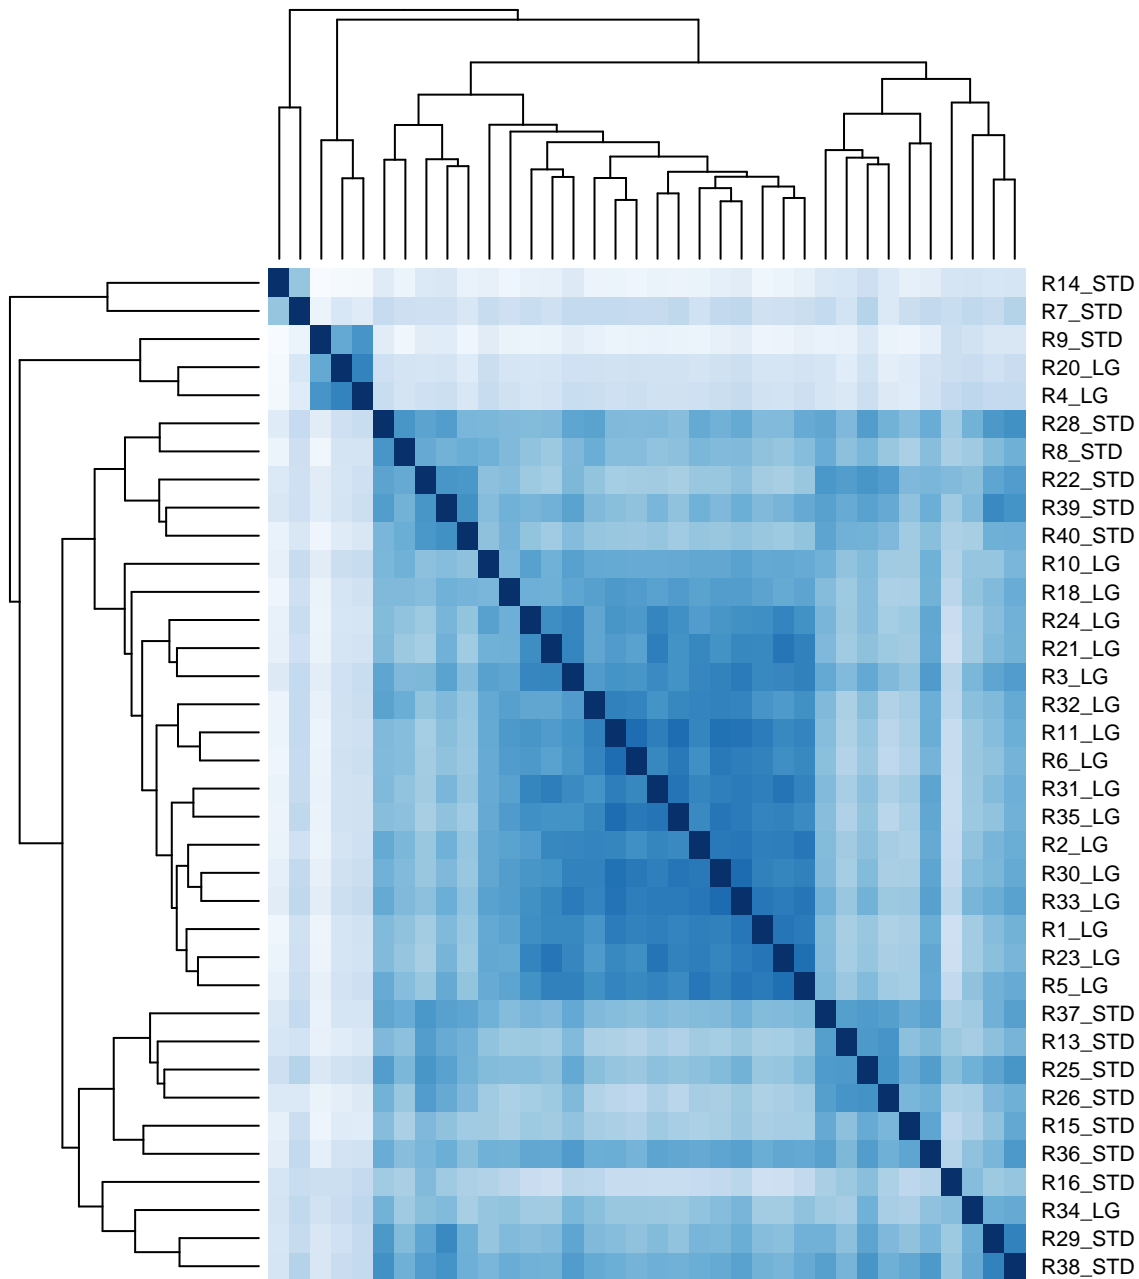 R14_STD
R7_STD
R9_STD
R20_LG
R4_LG
R28_STD
R8_STD
R22_STD
R39_STD
R40_STD
R10_LG
R18_LG
R24_LG
R21_LG
R3_LG
R32_LG
R11_LG
R6_LG
R31_LG
R35_LG
R2_LG
R30_LG
R33_LG
R1_LG
R23_LG
R5_LG
R37_STD
R13_STD
R25_STD
R26_STD
R15_STD
R36_STD
R16_STD
R34_LG
R29_STD
R38_STD